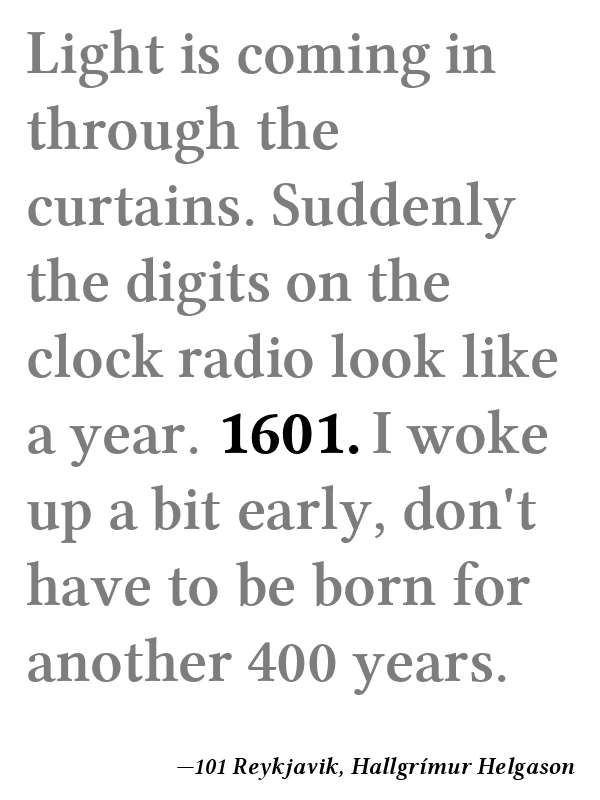 Light is coming in
through the
curtains. Suddenly
the digits on the
clock radio look like
a year. 1601. I woke
up a bit early, don't
have to be born for
another 400 years.
—101 Reykjavik, Hallgrímur Helgason